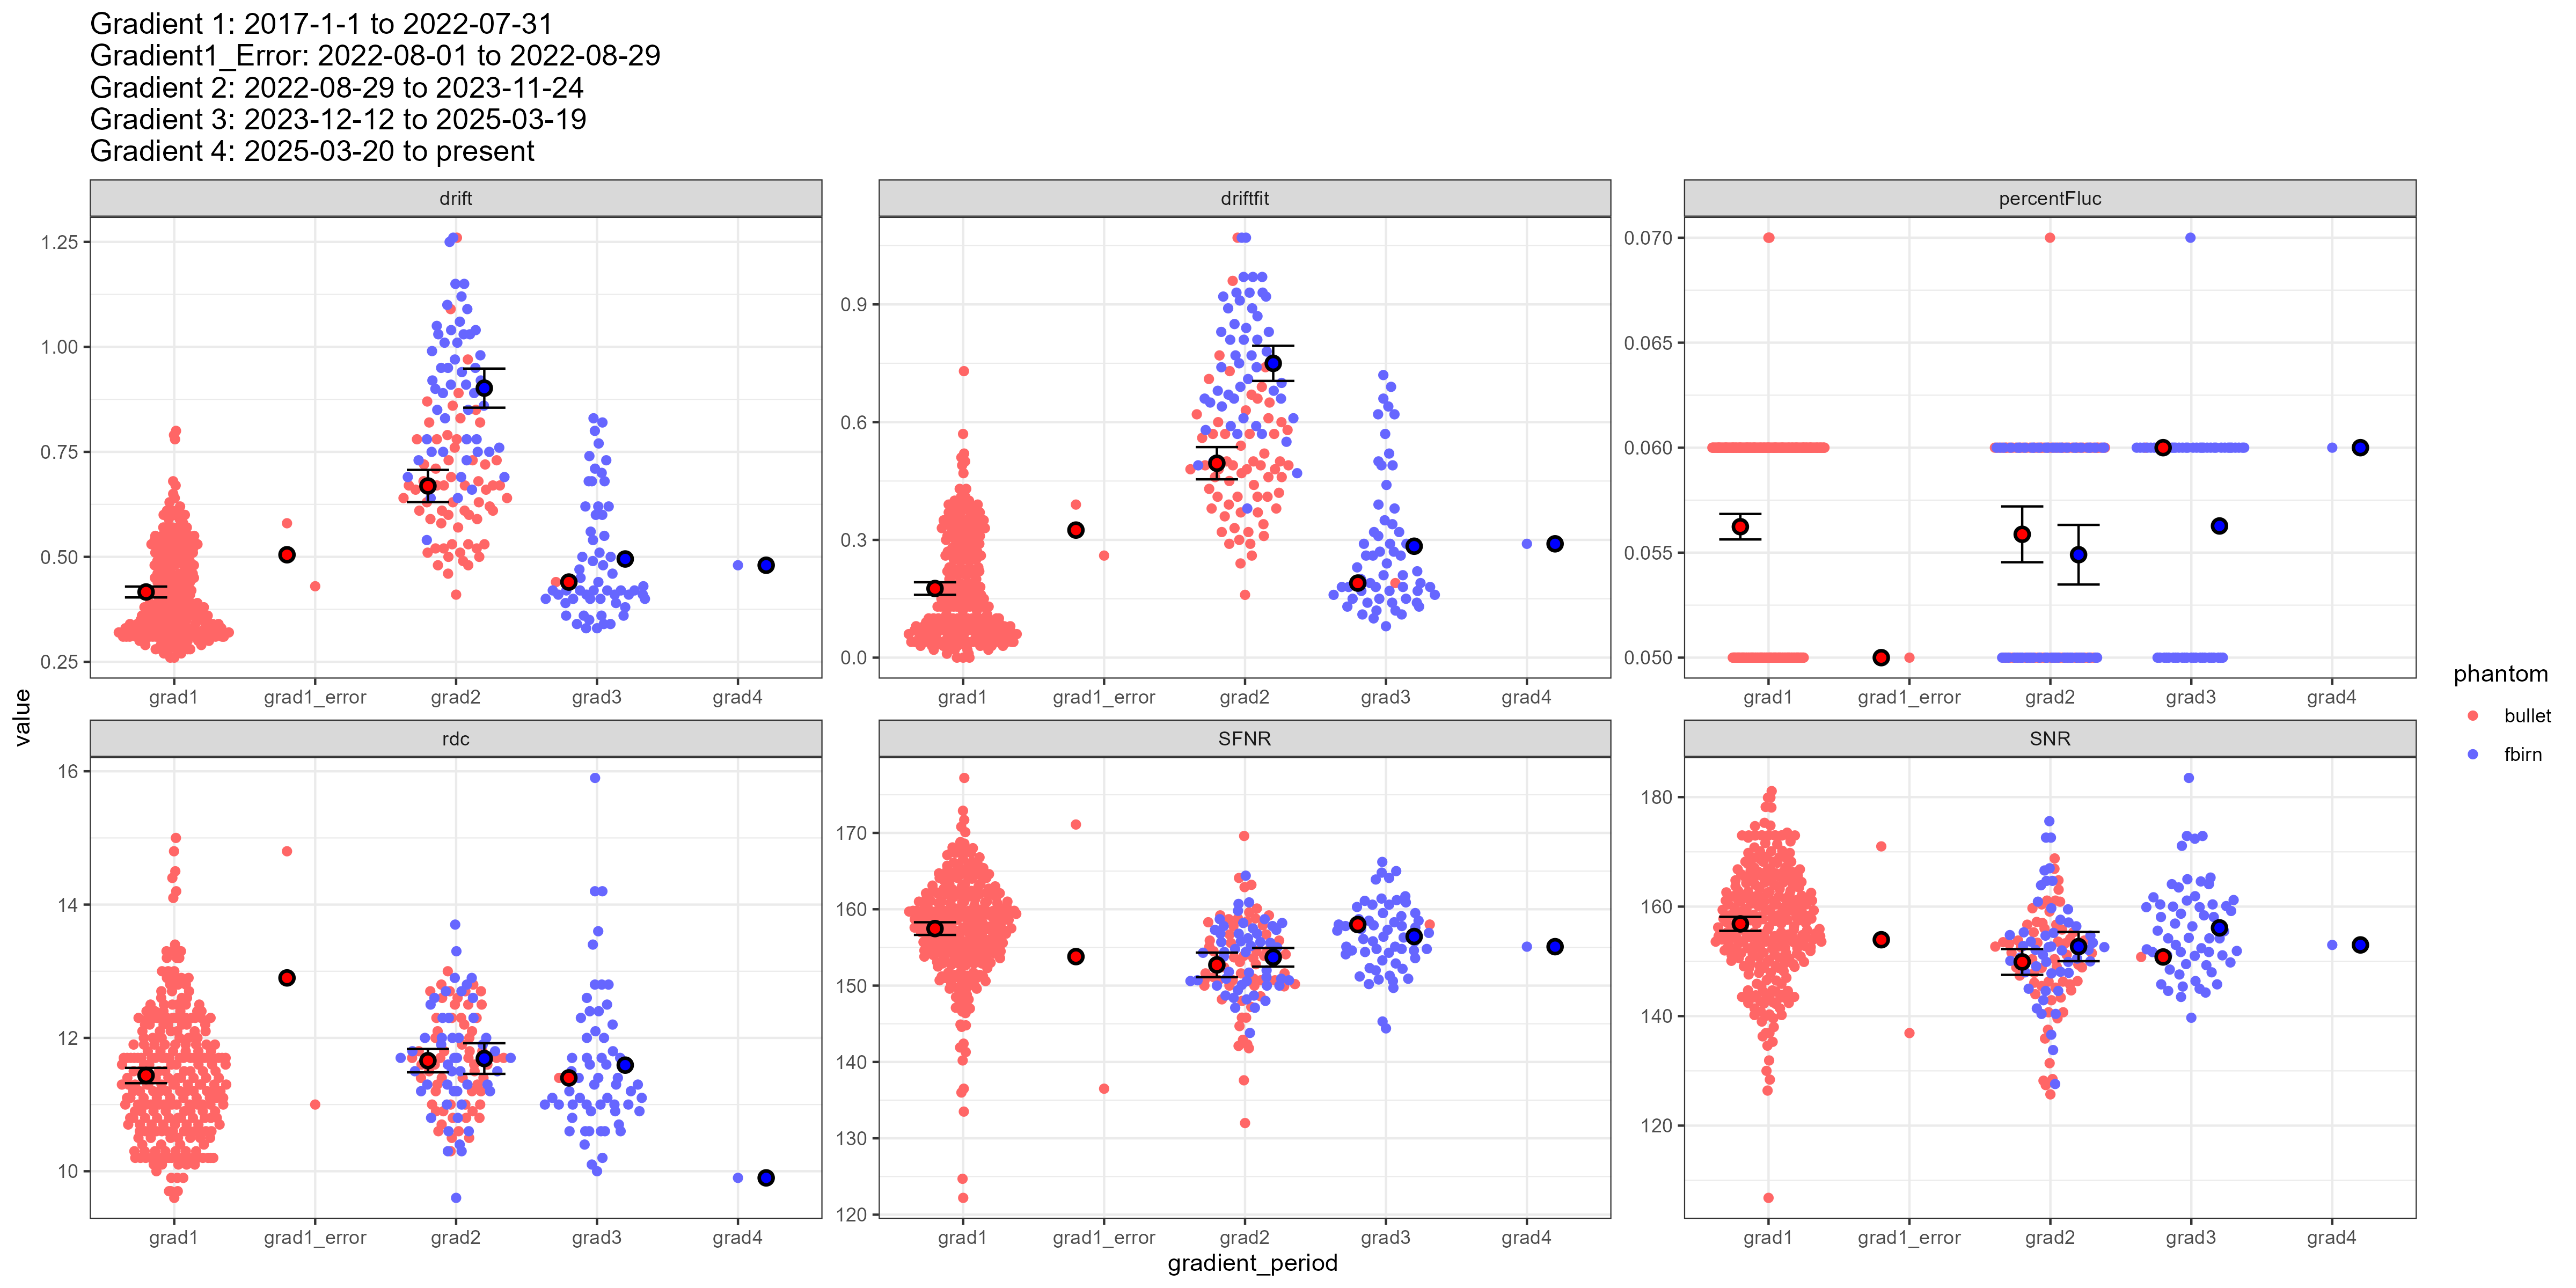 Gradient 1: 2017-1-1 to 2022-07-31
Gradient1_Error: 2022-08-01 to 2022-08-29
Gradient 2: 2022-08-29 to 2023-11-24
Gradient 3: 2023-12-12 to 2025-03-19
Gradient 4: 2025-03-20 to present
drift
driftfit
percentFluc
1.25
1.00
0.75
0.50
0.25
0.9
0.6
0.3
0.0
0.070
0.065
0.060
0.055
0.050
grad1 grad1_error grad2 grad3 grad4
grad1 grad1_error grad2 grad3 grad4
grad1 grad1_error grad2 grad3 grad4
value
rdc
SFNR
SNR
16
14
12
10
170
160
150
140
130
120
180
160
140
120
grad1 grad1_error grad2 grad3 grad4
grad1 grad1_error grad2 grad3 grad4
grad1 grad1_error grad2 grad3 grad4
gradient_period
phantom
bullet
fbirn